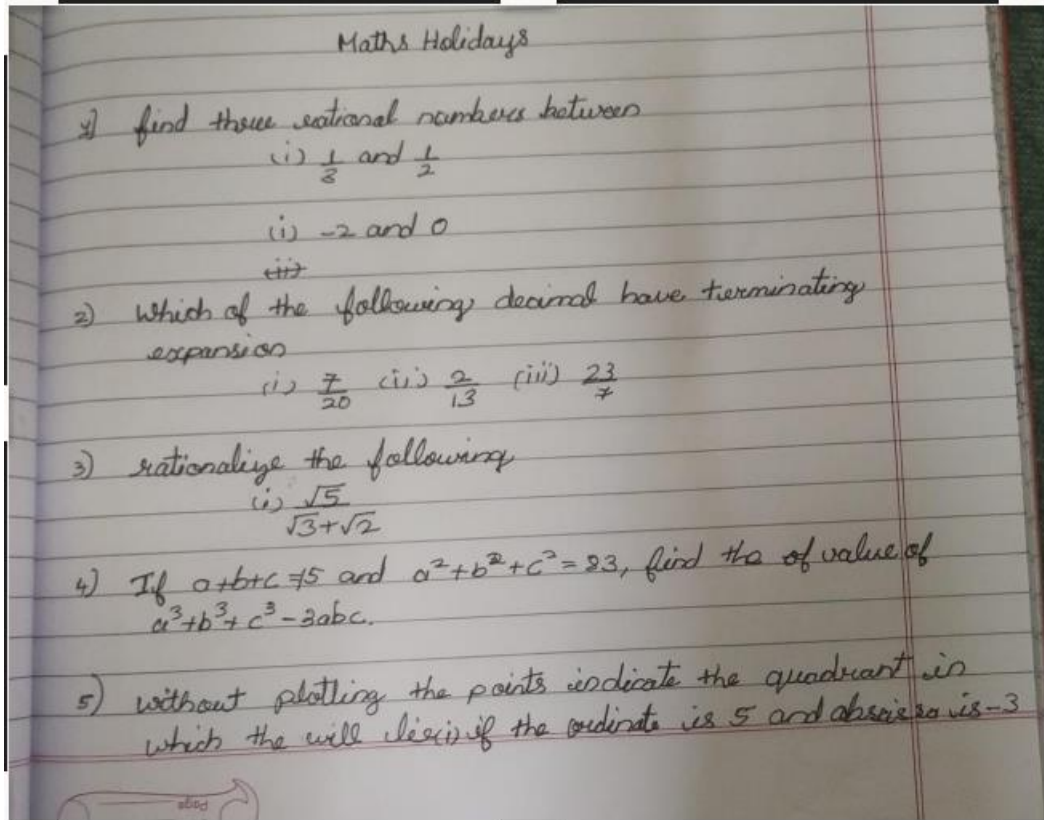 Maths Holidays
1) find three rational numbers between
(i) 1/3 and 1/2
(i) -2 and 0
(ii)
2) Which of the following decimal have terminating
expansion
(i) 7/20 (ii) 2/13 (iii) 23/7
3) rationalize the following
(i) √5/√3+√2
4) If a+b+c =15 and a²+b²+c² = 83, find the of value of
a³+b³+c³-3abc.
5) without plotting the points indicate the quadrant in
which the will lie(i) if the ordinate is 5 and abscissa is -3
Page